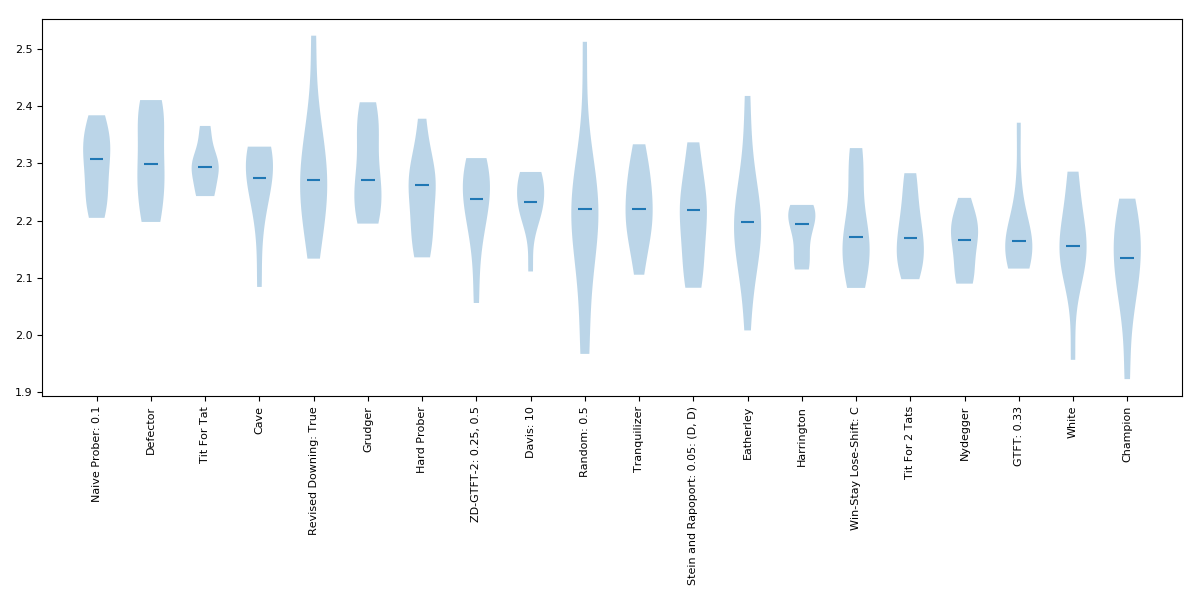 2.5
2.4
2.3
2.2
2.1
2.0
1.9
Naive Prober: 0.1
Defector
Tit For Tat
Cave
Revised Downing: True
Grudger
Hard Prober
ZD-GTFT-2: 0.25, 0.5
Davis: 10
Random: 0.5
Tranquilizer
Stein and Rapoport: 0.05: (D, D)
Eatherley
Harrington
Win-Stay Lose-Shift: C
Tit For 2 Tats
Nydegger
GTFT: 0.33
White
Champion